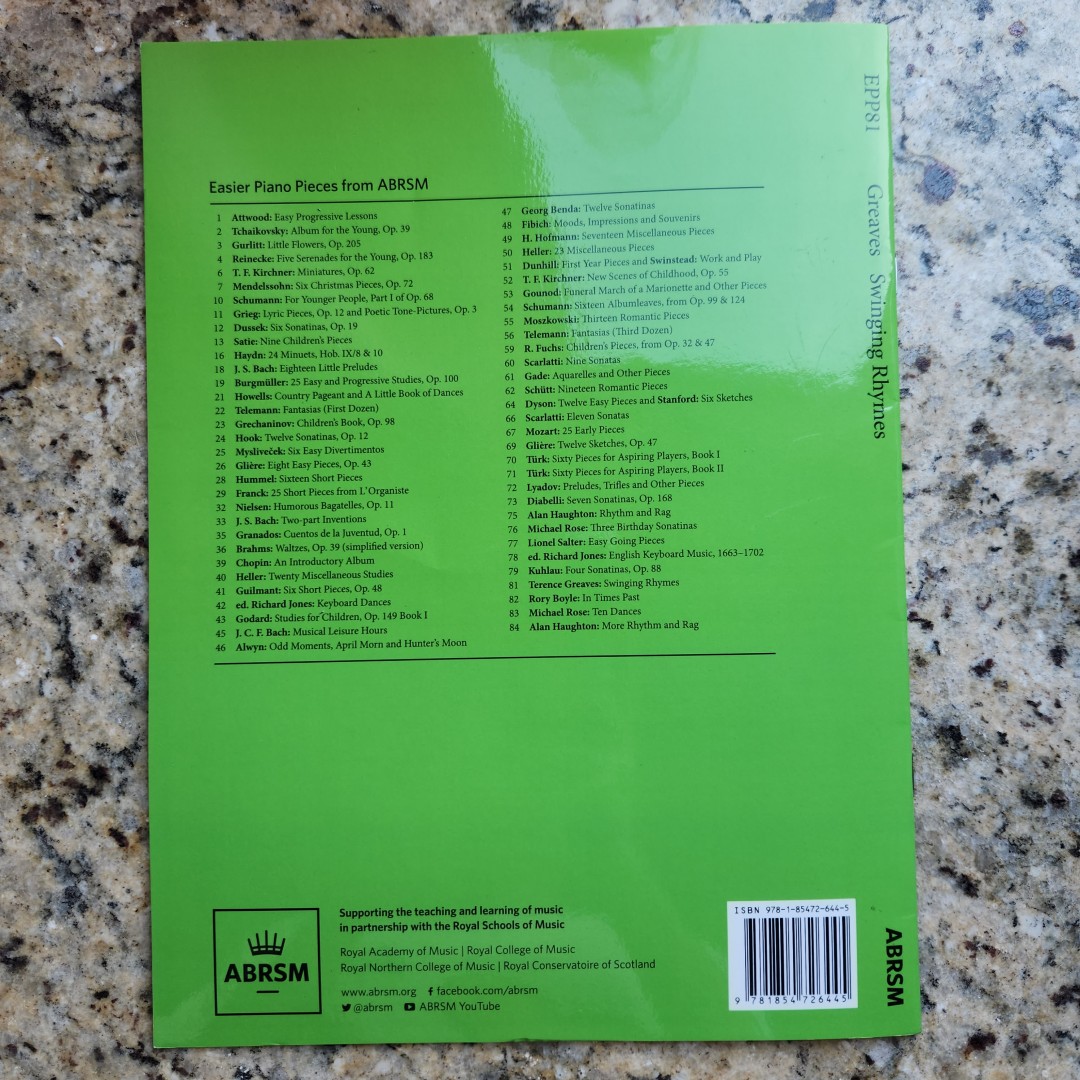 Easier Piano Pieces from ABRSM
1 Attwood: Easy Progressive Lessons
2 Tchaikovsky: Album for the Young, Op. 39
3 Gurlitt: Little Flowers, Op. 205
4 Reinecke: Five Serenades for the Young, Op. 183
6 T. F. Kirchner: Miniatures, Op. 62
7 Mendelssohn: Six Christmas Pieces, Op. 72
10 Schumann: For Younger People, Part I of Op. 68
11 Grieg: Lyric Pieces, Op. 12 and Poetic Tone-Pictures, Op. 3
12 Dussek: Six Sonatinas, Op. 19
13 Satie: Nine Children's Pieces
16 Haydn: 24 Minuets, Hob. IX/8 & 10
18 J. S. Bach: Eighteen Little Preludes
19 Burgmüller: 25 Easy and Progressive Studies, Op. 100
21 Howells: Country Pageant and A Little Book of Dances
22 Telemann: Fantasias (First Dozen)
23 Grechaninov: Children's Book, Op. 98
24 Hook: Twelve Sonatinas, Op. 12
25 Mysliveček: Six Easy Divertimentos
26 Glière: Eight Easy Pieces, Op. 43
28 Hummel: Sixteen Short Pieces
29 Franck: 25 Short Pieces from L'Organiste
32 Nielsen: Humorous Bagatelles, Op. 11
33 J. S. Bach: Two-part Inventions
35 Granados: Cuentos de la Juventud, Op. 1
36 Brahms: Waltzes, Op. 39 (simplified version)
39 Chopin: An Introductory Album
40 Heller: Twenty Miscellaneous Studies
41 Guilmant: Six Short Pieces, Op. 48
42 ed. Richard Jones: Keyboard Dances
43 Godard: Studies for Children, Op. 149 Book I
45 J. C. F. Bach: Musical Leisure Hours
46 Alwyn: Odd Moments, April Morn and Hunter's Moon
47 Georg Benda: Twelve Sonatinas
48 Fibich: Moods, Impressions and Souvenirs
49 H. Hofmann: Seventeen Miscellaneous Pieces
50 Heller: 23 Miscellaneous Pieces
51 Dunhill: First Year Pieces and Swinstead: Work and Play
52 T. F. Kirchner: New Scenes of Childhood, Op. 55
53 Gounod: Funeral March of a Marionette and Other Pieces
54 Schumann: Sixteen Albumleaves, from Op. 99 & 124
55 Moszkowski: Thirteen Romantic Pieces
56 Telemann: Fantasias (Third Dozen)
59 R. Fuchs: Children's Pieces, from Op. 32 & 47
60 Scarlatti: Nine Sonatas
61 Gade: Aquarelles and Other Pieces
62 Schütt: Nineteen Romantic Pieces
64 Dyson: Twelve Easy Pieces and Stanford: Six Sketches
66 Scarlatti: Eleven Sonatas
67 Mozart: 25 Early Pieces
69 Glière: Twelve Sketches, Op. 47
70 Türk: Sixty Pieces for Aspiring Players, Book I
71 Türk: Sixty Pieces for Aspiring Players, Book II
72 Lyadov: Preludes, Trifles and Other Pieces
73 Diabelli: Seven Sonatinas, Op. 168
75 Alan Haughton: Rhythm and Rag
76 Michael Rose: Three Birthday Sonatinas
77 Lionel Salter: Easy Going Pieces
78 ed. Richard Jones: English Keyboard Music, 1663–1702
79 Kuhlau: Four Sonatinas, Op. 88
81 Terence Greaves: Swinging Rhymes
82 Rory Boyle: In Times Past
83 Michael Rose: Ten Dances
84 Alan Haughton: More Rhythm and Rag
EPP81 Greaves Swinging Rhymes
ABRSM
ABRSM
Supporting the teaching and learning of music
in partnership with the Royal Schools of Music
Royal Academy of Music | Royal College of Music
Royal Northern College of Music | Royal Conservatoire of Scotland
www.abrsm.org facebook.com/abrsm
@abrsm ABRSM YouTube
ISBN 978-1-85472-644-5
9 781854 726445